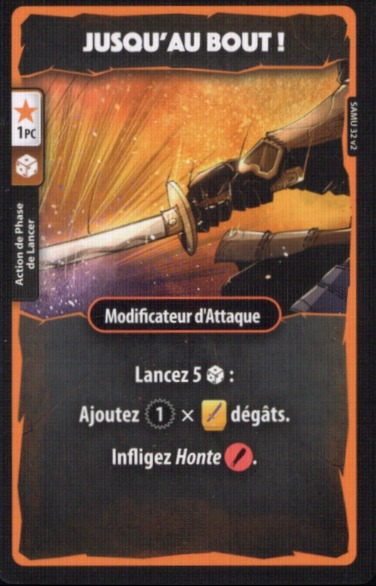 JUSQU'AU BOUT !
1PC
Action de Phase
de Lancer
SAMU 32 v2
Modificateur d'Attaque
Lancez 5 :
Ajoutez 1 × dégâts.
Infligez Honte .